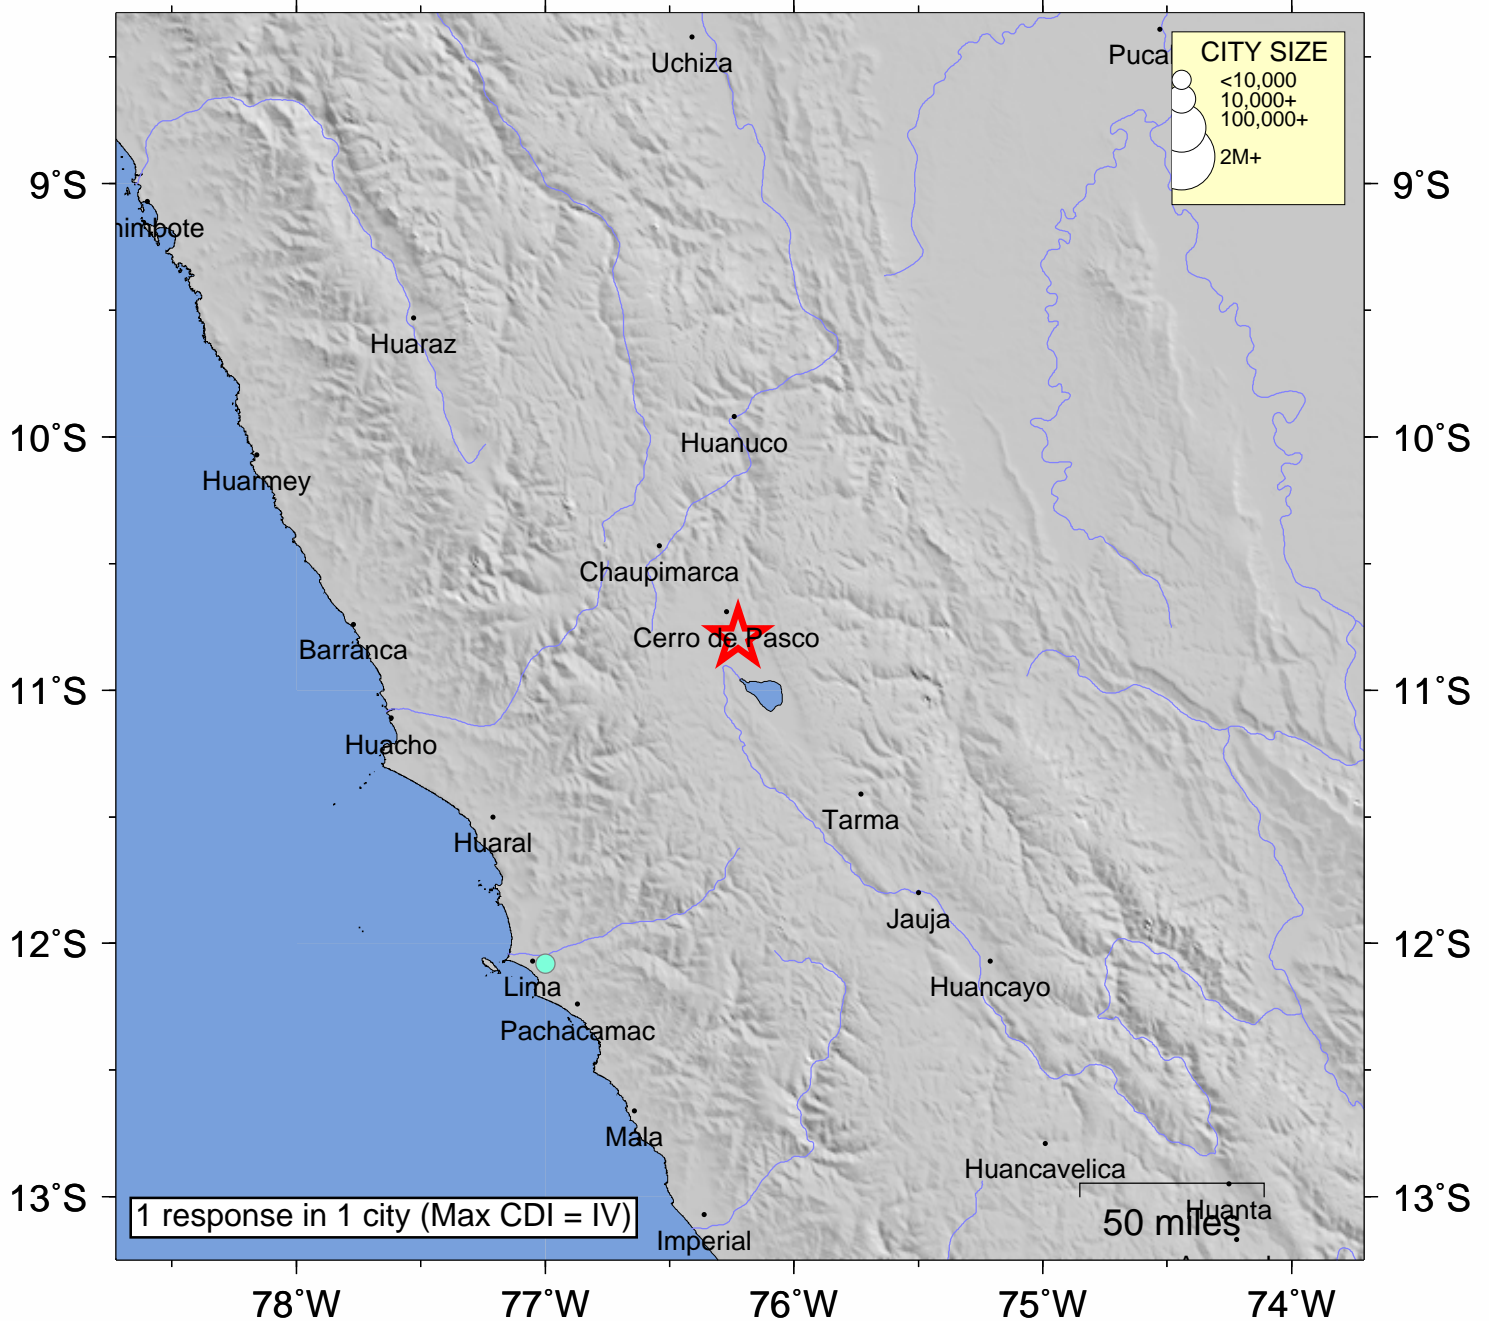 Uchiza
Puca
CITY SIZE
<10,000
10,000+
100,000+
2M+
9°S
9°S
himbote
Huaraz
10°S
Huanuco
10°S
Huarmey
Chaupimarca
Cerro de Pasco
Barranca
11°S
11°S
Huacho
Tarma
Huaral
Jauja
12°S
12°S
Lima
Huancayo
Pachacamac
Mala
Huancavelica
13°S
13°S
Huanta
50 miles
1 response in 1 city (Max CDI = IV)
Imperial
78°W
77°W
76°W
75°W
74°W